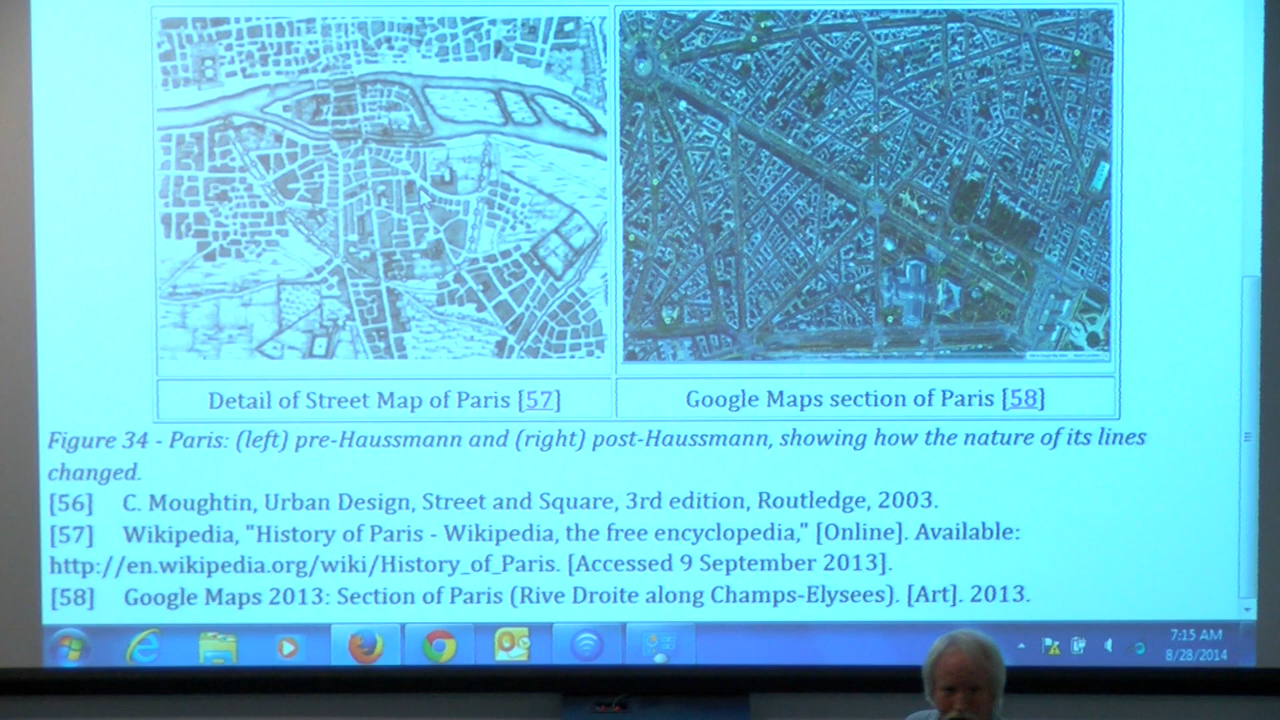 Detail of Street Map of Paris [57]
Google Maps section of Paris [58]
Figure 34 - Paris: (left) pre-Haussmann and (right) post-Haussmann, showing how the nature of its lines
changed.
[56] C. Moughtin, Urban Design, Street and Square, 3rd edition, Routledge, 2003.
[57] Wikipedia, "History of Paris - Wikipedia, the free encyclopedia," [Online]. Available:
http://en.wikipedia.org/wiki/History_of_Paris. [Accessed 9 September 2013].
[58] Google Maps 2013: Section of Paris (Rive Droite along Champs-Elysees). [Art]. 2013.
7:15 AM
8/28/2014